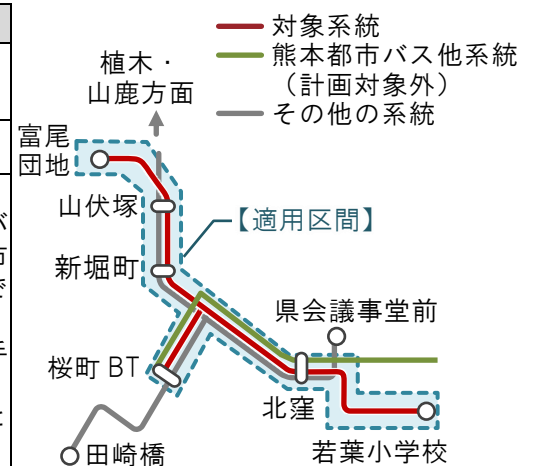 対象系統
熊本都市バス他系統
（計画対象外）
その他の系統
植木・
山鹿方面
富尾
団地
山伏塚
【適用区間】
新堀町
県会議事堂前
桜町 BT
北窪
田崎橋
若葉小学校